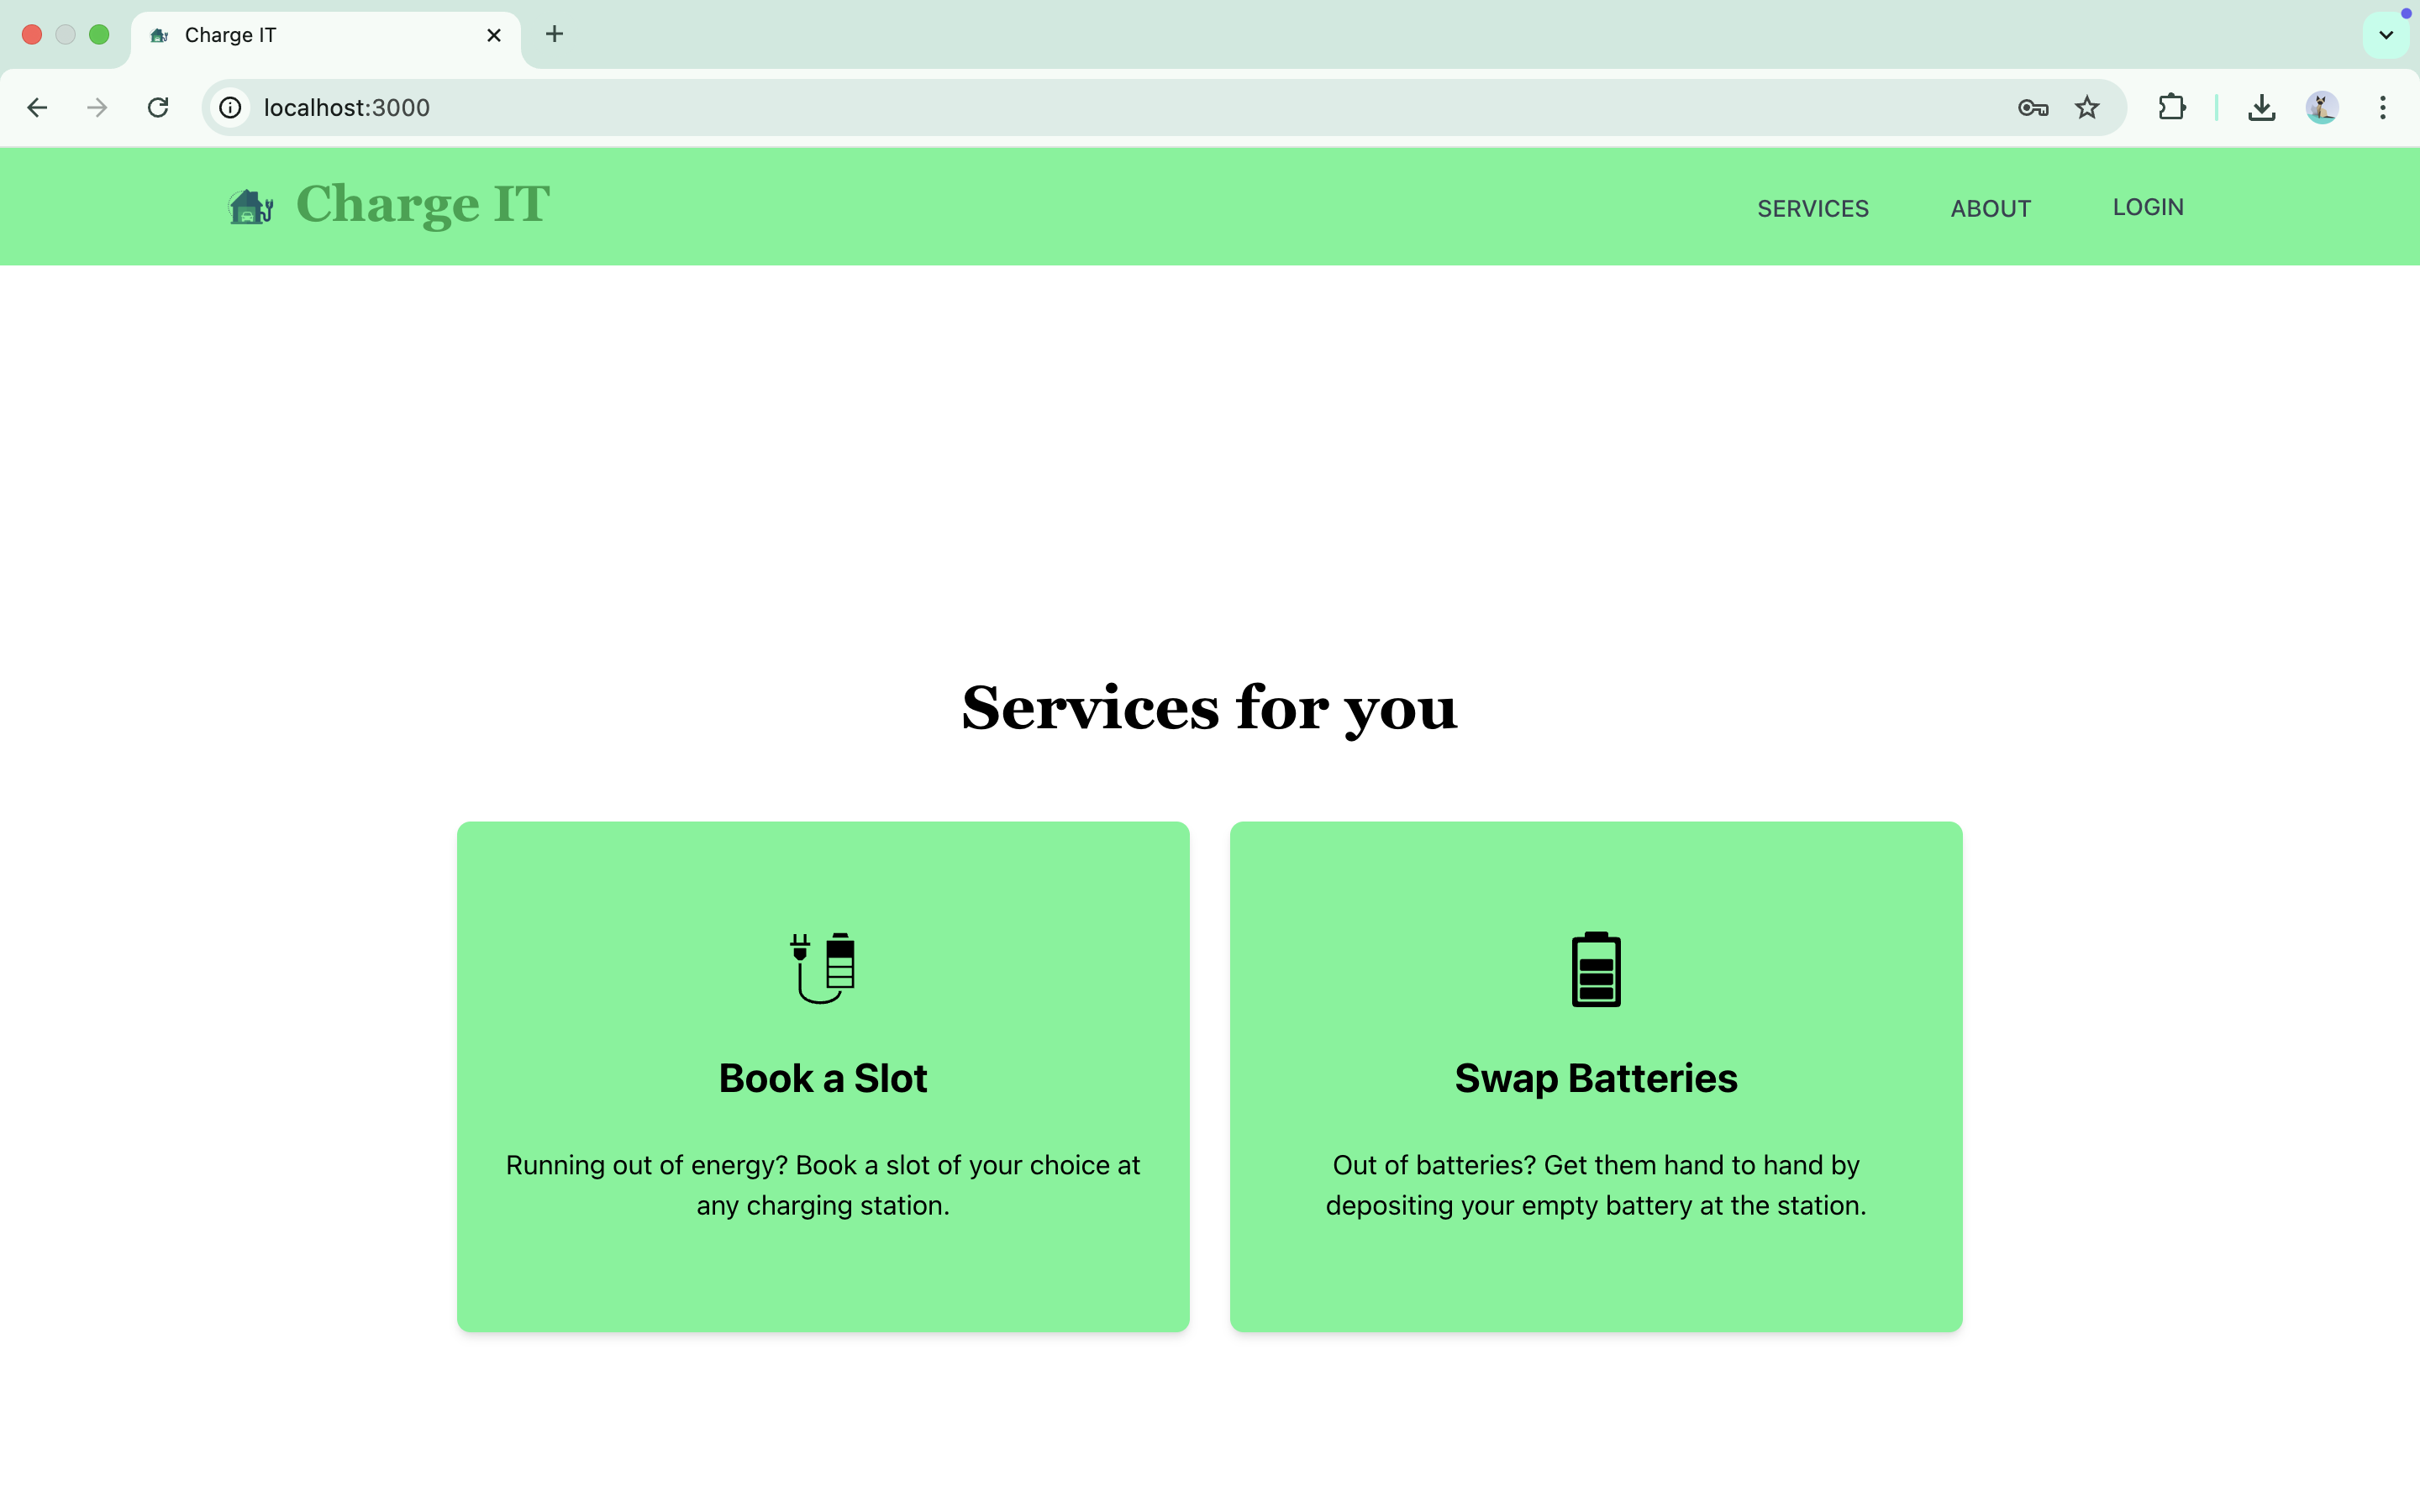 Charge IT
localhost:3000
Charge IT
SERVICES
ABOUT
LOGIN
Services for you
Book a Slot
Running out of energy? Book a slot of your choice at
any charging station.
Swap Batteries
Out of batteries? Get them hand to hand by
depositing your empty battery at the station.